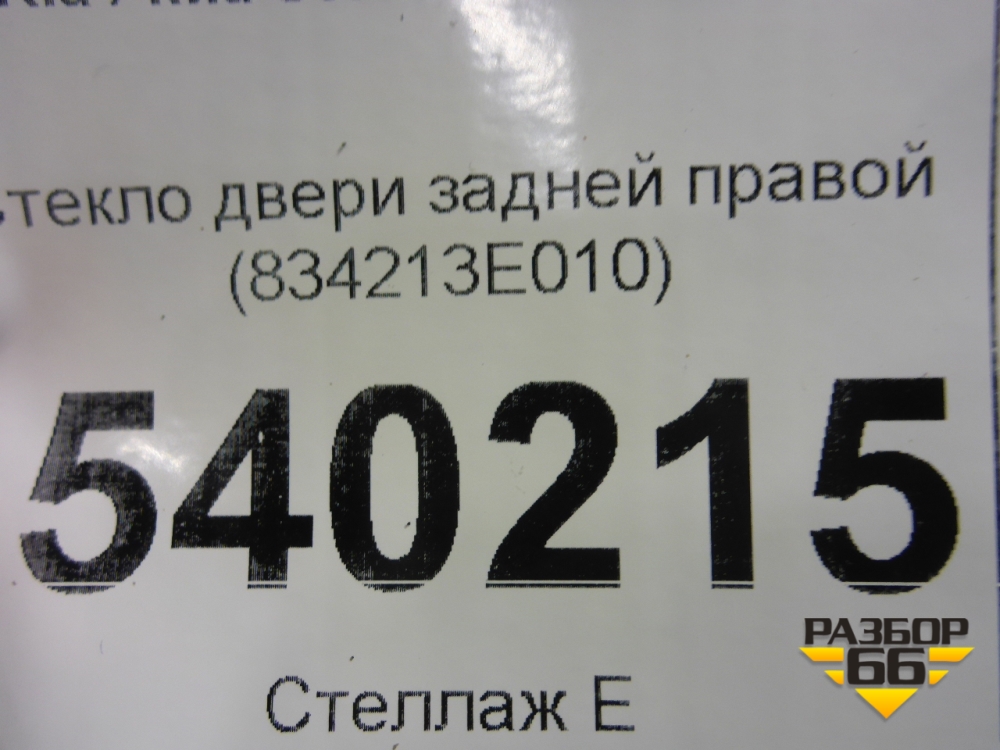 стекло двери задней правой
(834213E010)
540215
РАЗБОР
66
Стеллаж Е